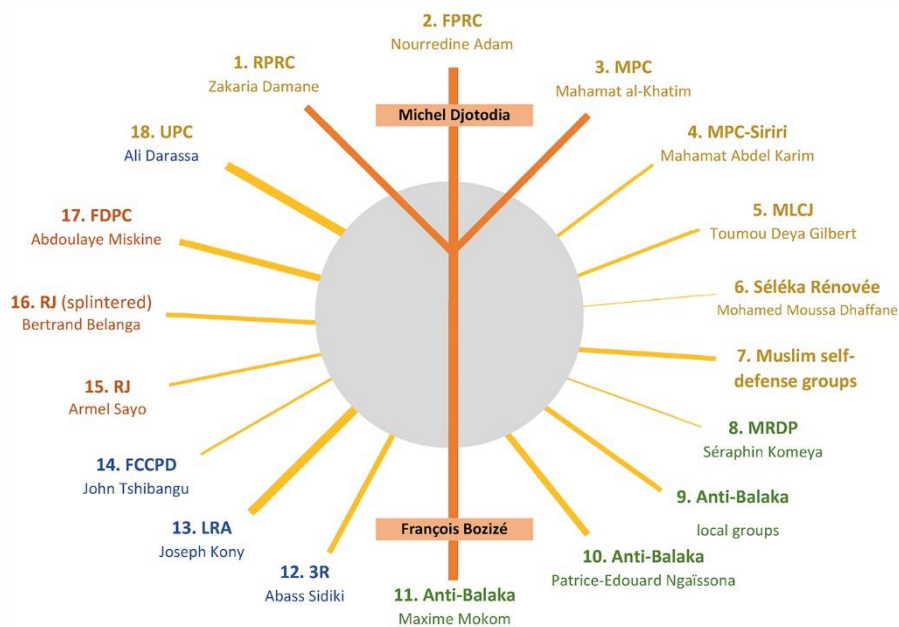 1. RPRC
Zakaria Damane
2. FPRC
Nourredine Adam
Michel Djotodia
3. MPC
Mahamat al-Khatim
4. MPC-Siriri
Mahamat Abdel Karim
5. MLCJ
Toumou Deya Gilbert
6. Séléka Rénovée
Mohamed Moussa Dhaffane
7. Muslim self-
defense groups
8. MRDP
Séraphin Komeya
9. Anti-Balaka
local groups
10. Anti-Balaka
Patrice-Edouard Ngaïssona
François Bozizé
11. Anti-Balaka
Maxime Mokom
12. 3R
Abass Sidiki
13. LRA
Joseph Kony
14. FCCPD
John Tshibangu
15. RJ
Armel Sayo
16. RJ (splintered)
Bertrand Belanga
17. FDPC
Abdoulaye Miskine
18. UPC
Ali Darassa